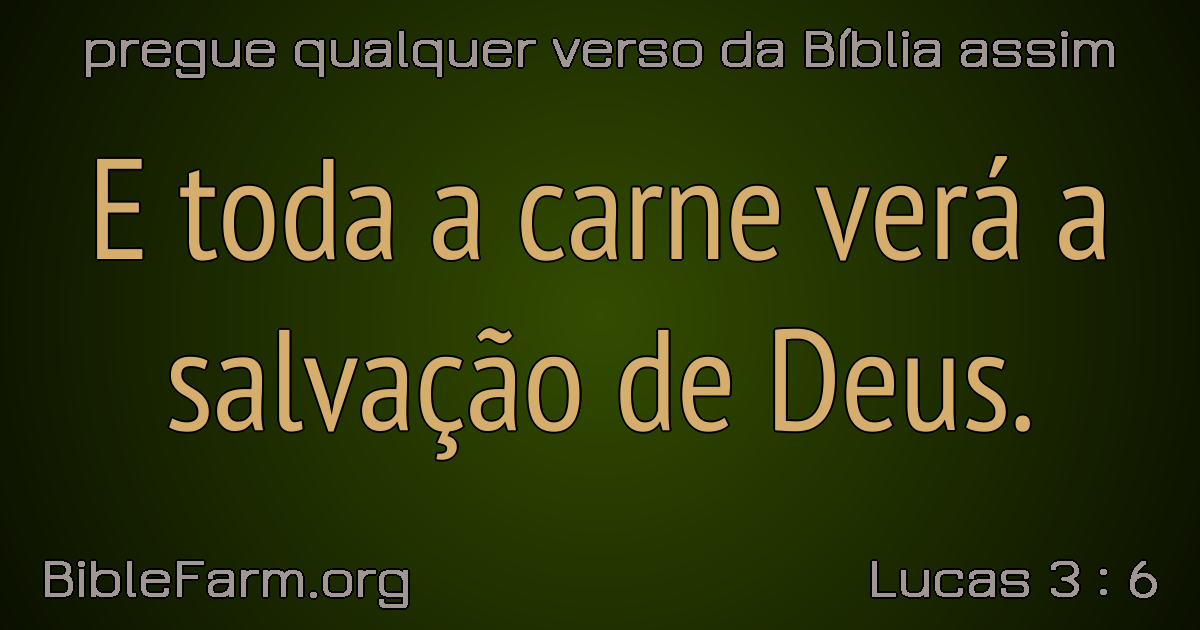 pregue qualquer verso da Bíblia assim
E toda a carne verá a
salvação de Deus.
BibleFarm.org
Lucas 3 : 6